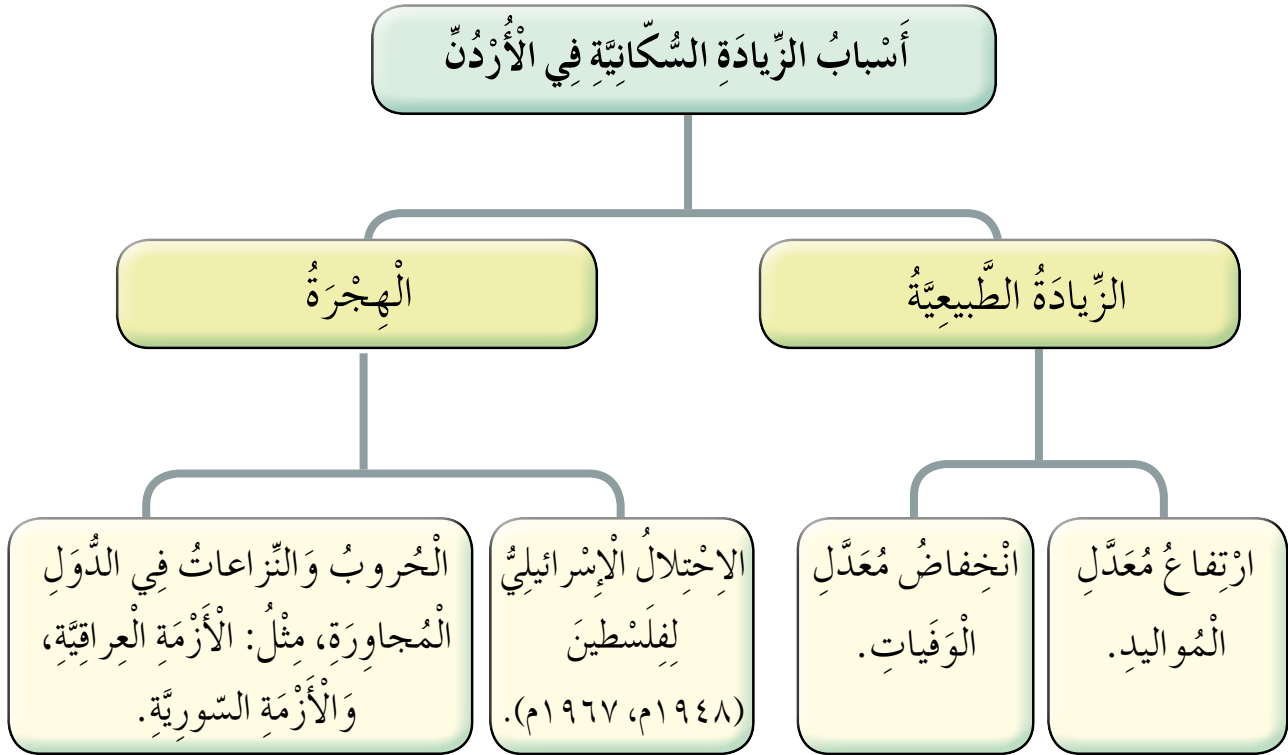 أَسْبابُ الزِّيادَةِ السُّكّانِيَّةِ فِي الْأُرْدُنِّ
الزِّيادَةُ الطَّبيعِيَّةُ
الْهِجْرَةُ
ارْتِفاعُ مُعَدَّلِ
الْمُواليدِ.
انْخِفاضُ مُعَدَّلِ
الْوَفَياتِ.
الِاحْتِلالُ الْإِسْرائيلِيُّ
لِفِلَسْطينَ
(١٩٤٨م، ١٩٦٧م).
الْحُروبُ وَالنِّزاعاتُ فِي الدُّوَلِ
الْمُجاوِرَةِ، مِثْلُ: الْأَزْمَةِ الْعِراقِيَّةِ،
وَالْأَزْمَةِ السّورِيَّةِ.